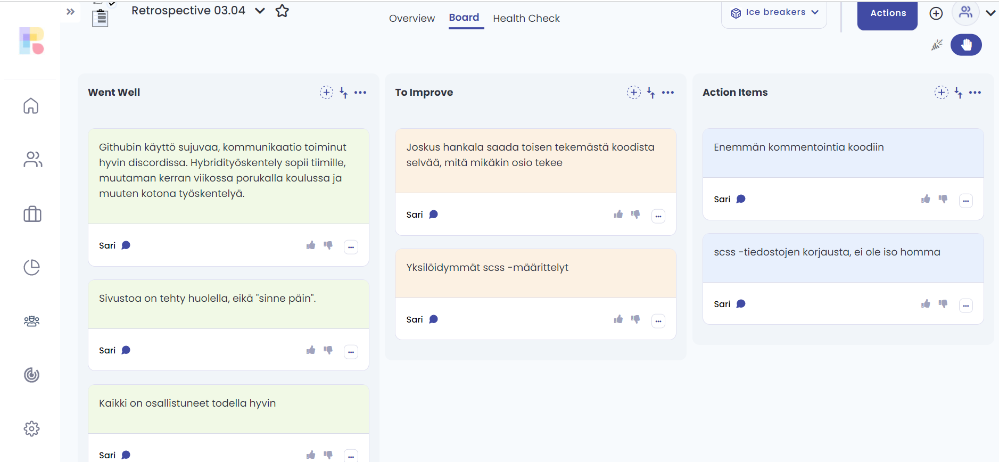 Retrospective 03.04
Overview
Board
Health Check
Ice breakers
Actions
Went Well
Githubin käyttö sujuvaa, kommunikaatio toiminut
hyvin discordissa. Hybridityöskentely sopii tiimille,
muutaman kerran viikossa porukalla koulussa ja
muuten kotona työskentelyä.
Sari
Sivustoa on tehty huolella, eikä "sinne päin".
Sari
Kaikki on osallistuneet todella hyvin
Sari
To Improve
Joskus hankala saada toisen tekemästä koodista
selvää, mitä mikäkin osio tekee
Sari
Yksilöidymmät scss -määrittelyt
Sari
Action Items
Enemmän kommentointia koodiin
Sari
scss -tiedostojen korjausta, ei ole iso homma
Sari